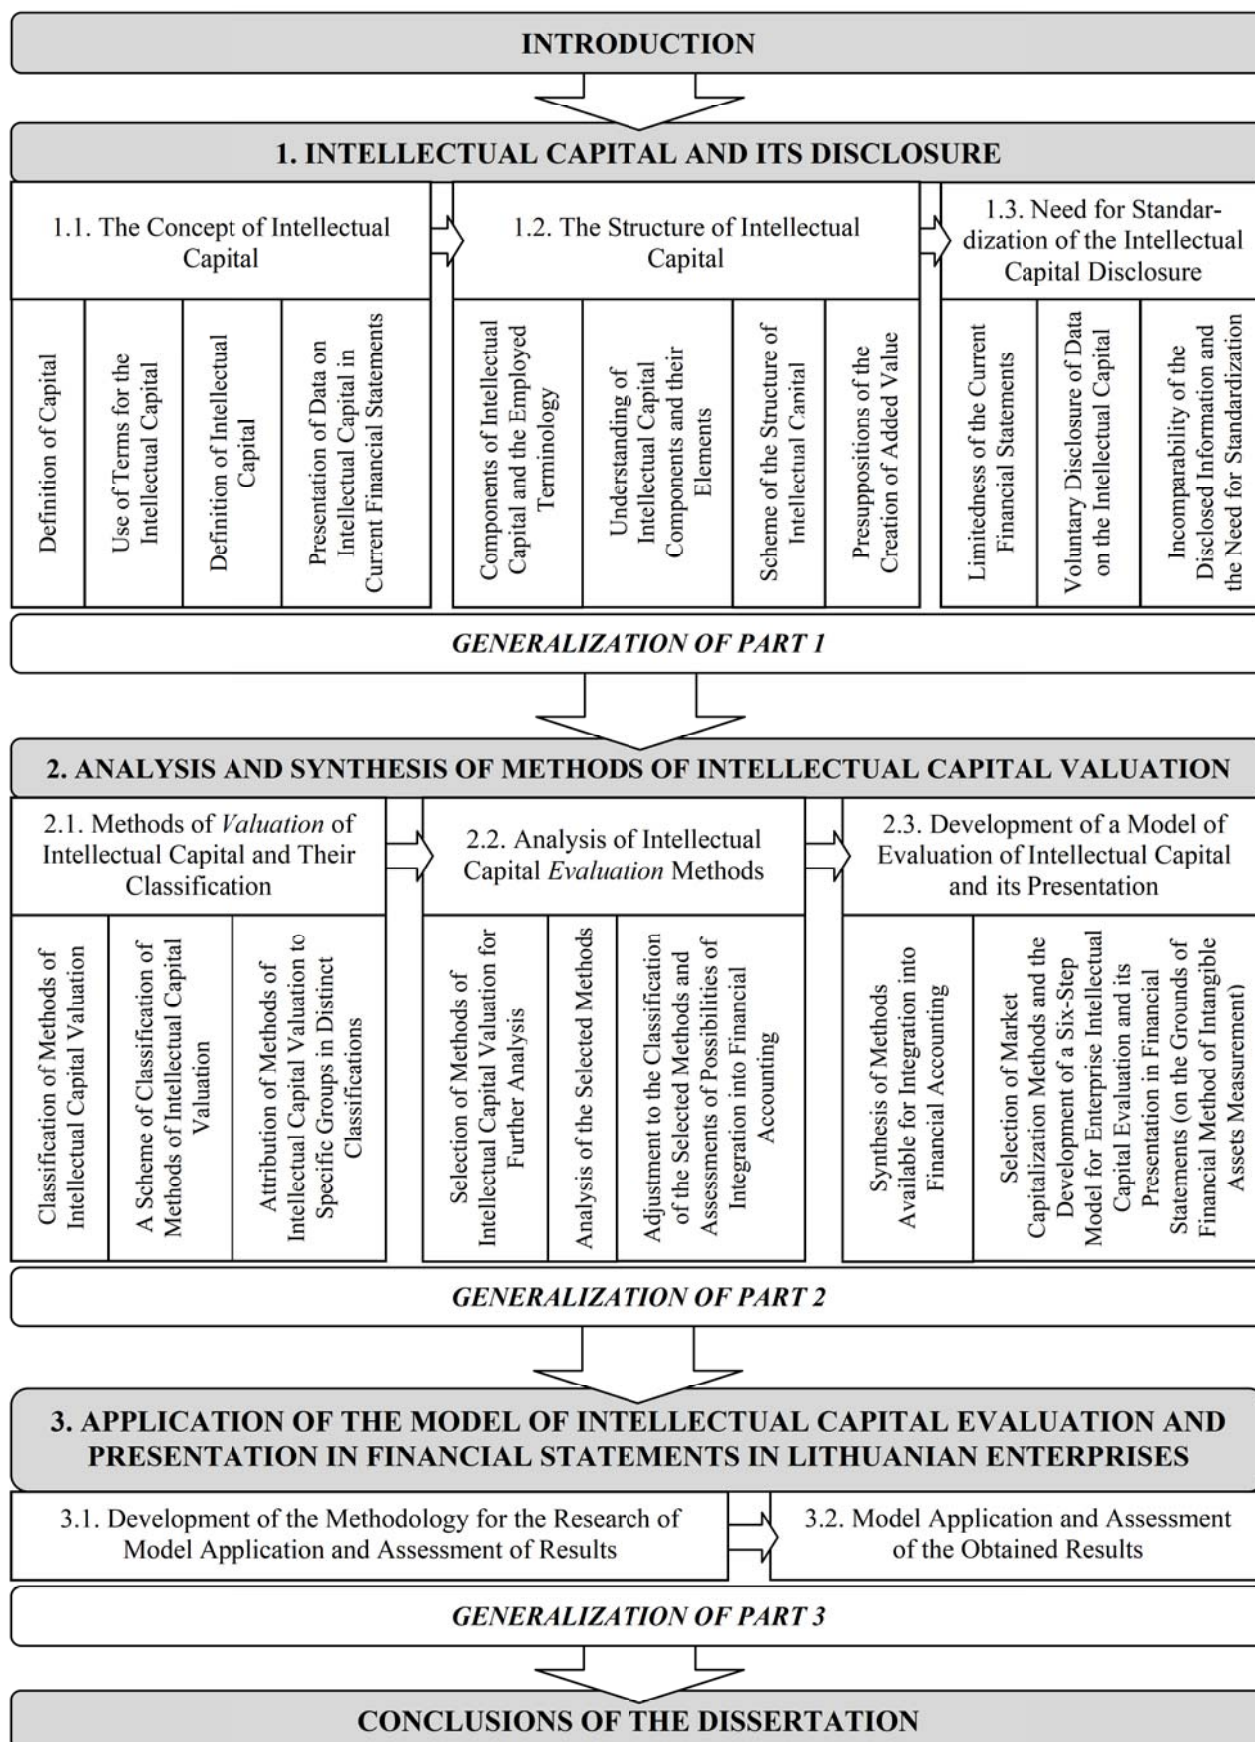 INTRODUCTION
1. INTELLECTUAL CAPITAL AND ITS DISCLOSURE
1.1. The Concept of Intellectual
Capital
1.2. The Structure of Intellectual
Capital
1.3. Need for Standar-
dization of the Intellectual
Capital Disclosure
Definition of Capital
Use of Terms for the
Intellectual Capital
Definition of Intellectual
Capital
Presentation of Data on
Intellectual Capital in
Current Financial Statements
Components of Intellectual
Capital and the Employed
Terminology
Understanding of
Intellectual Capital
Components and their
Elements
Scheme of the Structure of
Intellectual Capital
Presuppositions of the
Creation of Added Value
Limitedness of the Current
Financial Statements
Voluntary Disclosure of Data
on the Intellectual Capital
Incomparability of the
Disclosed Information and
the Need for Standardization
GENERALIZATION OF PART 1
2. ANALYSIS AND SYNTHESIS OF METHODS OF INTELLECTUAL CAPITAL VALUATION
2.1. Methods of Valuation of
Intellectual Capital and Their
Classification
2.2. Analysis of Intellectual
Capital Evaluation Methods
2.3. Development of a Model of
Evaluation of Intellectual Capital
and its Presentation
Classification of Methods of
Intellectual Capital Valuation
A Scheme of Classification of
Methods of Intellectual Capital
Valuation
Attribution of Methods of
Intellectual Capital Valuation to
Specific Groups in Distinct
Classifications
Selection of Methods of
Intellectual Capital Valuation for
Further Analysis
Analysis of the Selected Methods
Adjustment to the Classification
of the Selected Methods and
Assessments of Possibilities of
Integration into Financial
Accounting
Synthesis of Methods
Available for Integration into
Financial Accounting
Selection of Market
Capitalization Methods and the
Development of a Six-Step
Model for Enterprise Intellectual
Capital Evaluation and its
Presentation in Financial
Statements (on the Grounds of
Financial Method of Intangible
Assets Measurement)
GENERALIZATION OF PART 2
3. APPLICATION OF THE MODEL OF INTELLECTUAL CAPITAL EVALUATION AND
PRESENTATION IN FINANCIAL STATEMENTS IN LITHUANIAN ENTERPRISES
3.1. Development of the Methodology for the Research of
Model Application and Assessment of Results
3.2. Model Application and Assessment
of the Obtained Results
GENERALIZATION OF PART 3
CONCLUSIONS OF THE DISSERTATION